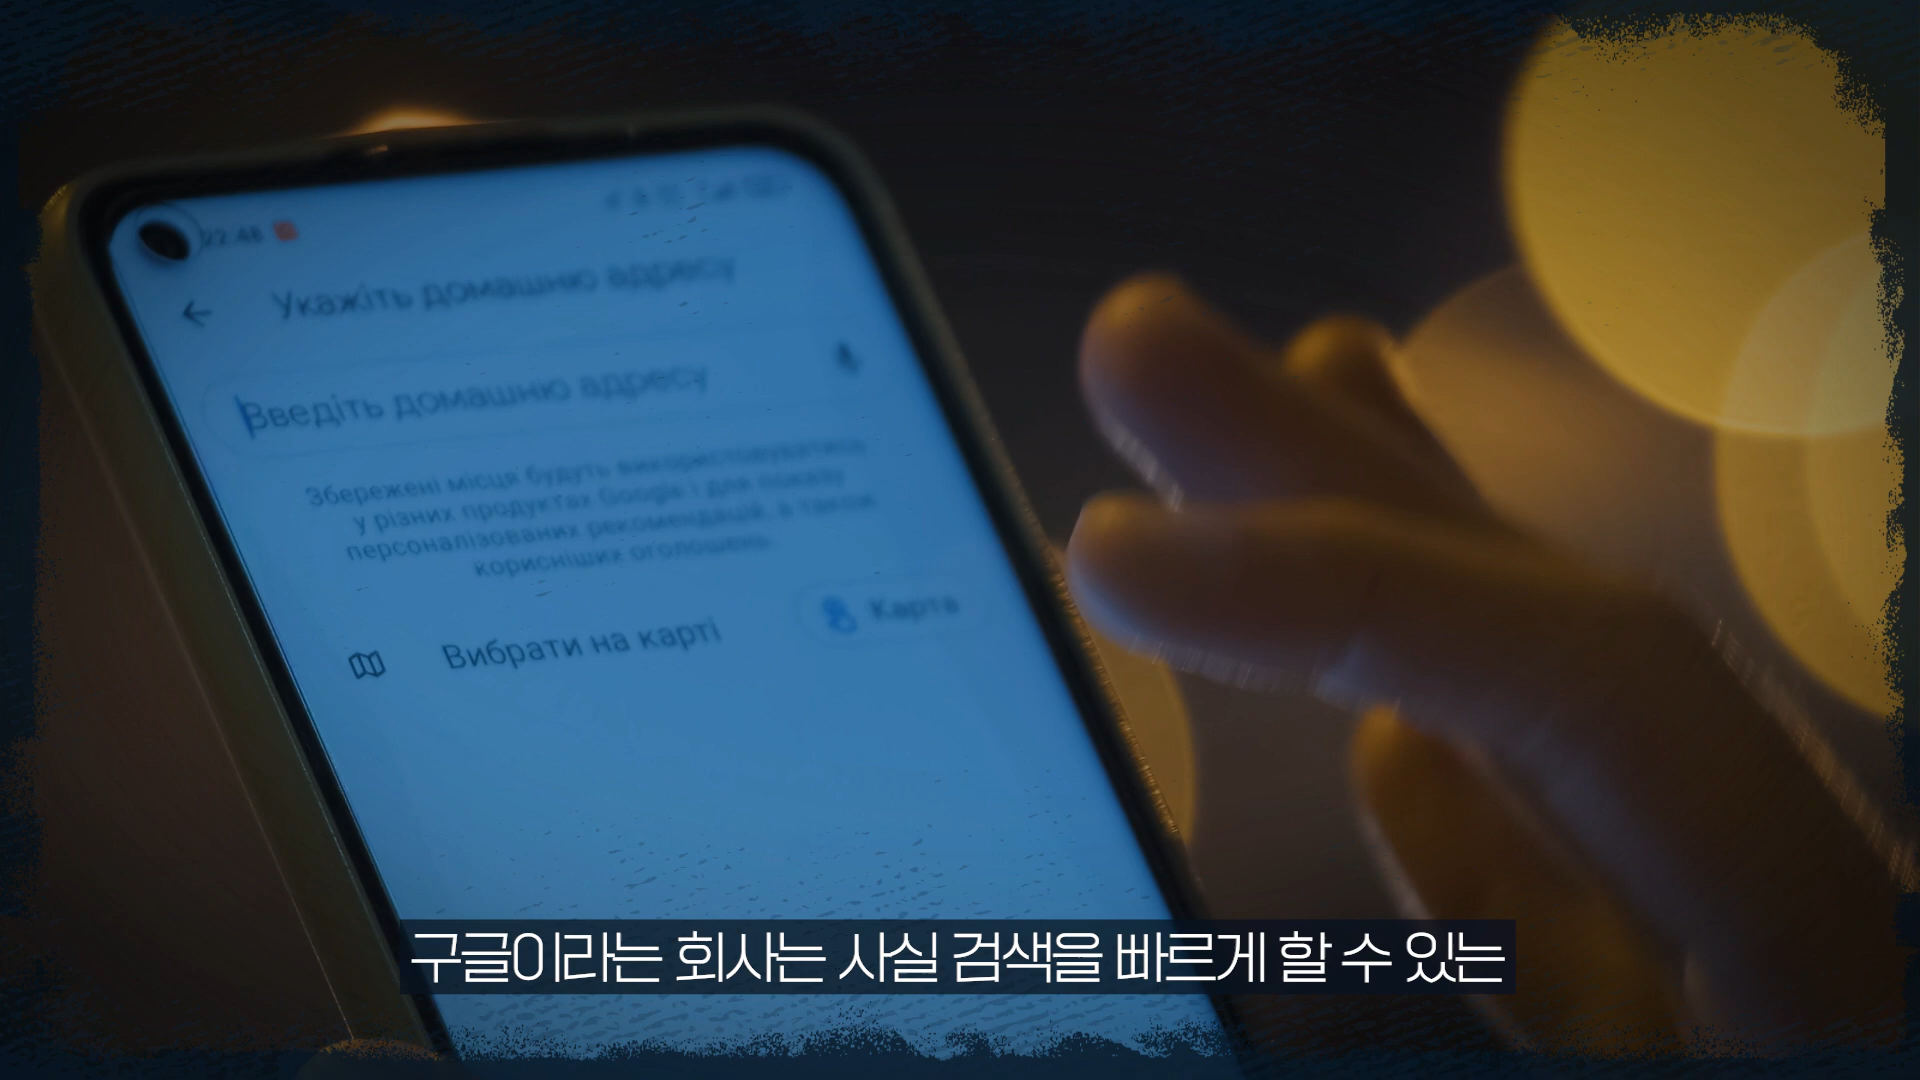 22:48
Укажіть домашню адресу
Введіть домашню адресу
Збережені місця будуть використовуватись
у різних продуктах Google і для показу
персоналізованих рекомендацій, а також
корисніших оголошень.
Вибрати на карті
Карта
구글이라는 회사는 사실 검색을 빠르게 할 수 있는